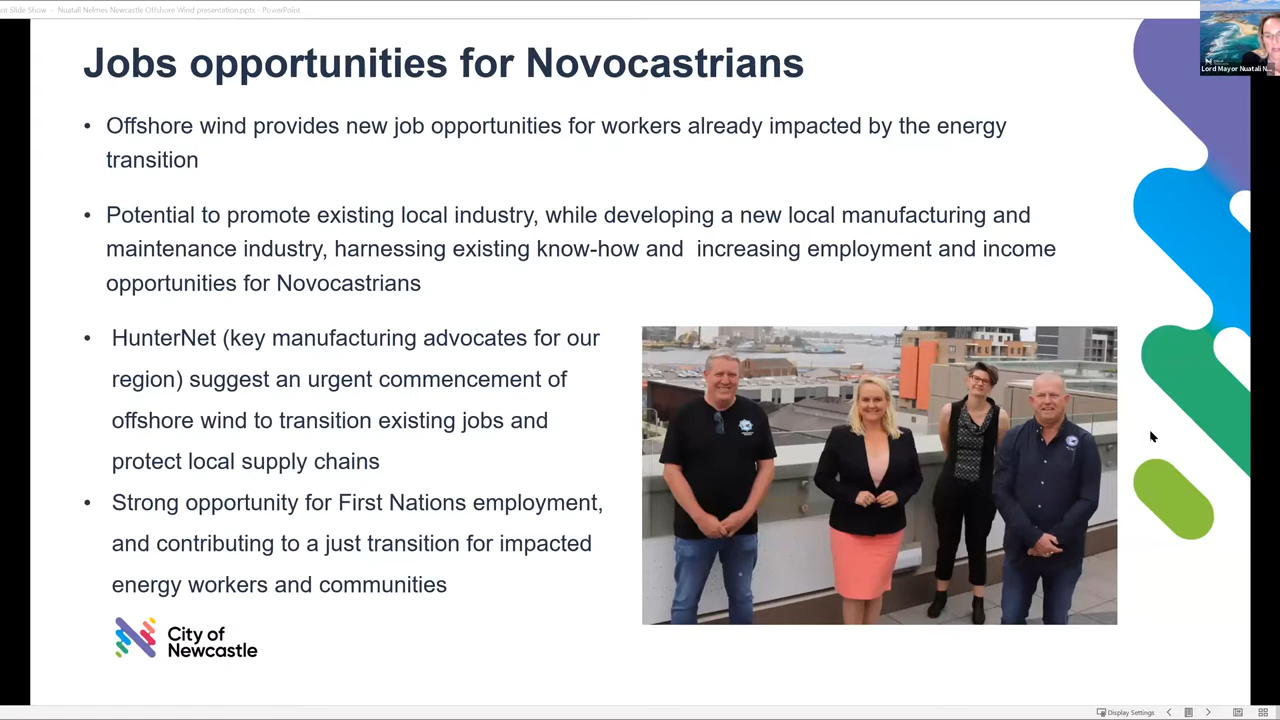 nt Slide Show - Nuatali Nelmes Newcastle Offshore Wind presentation.pptx - PowerPoint
Lord Mayor Nuatali N...
Jobs opportunities for Novocastrians
• Offshore wind provides new job opportunities for workers already impacted by the energy
transition
• Potential to promote existing local industry, while developing a new local manufacturing and
maintenance industry, harnessing existing know-how and increasing employment and income
opportunities for Novocastrians
• HunterNet (key manufacturing advocates for our
region) suggest an urgent commencement of
offshore wind to transition existing jobs and
protect local supply chains
• Strong opportunity for First Nations employment,
and contributing to a just transition for impacted
energy workers and communities
City of
Newcastle
Display Settings